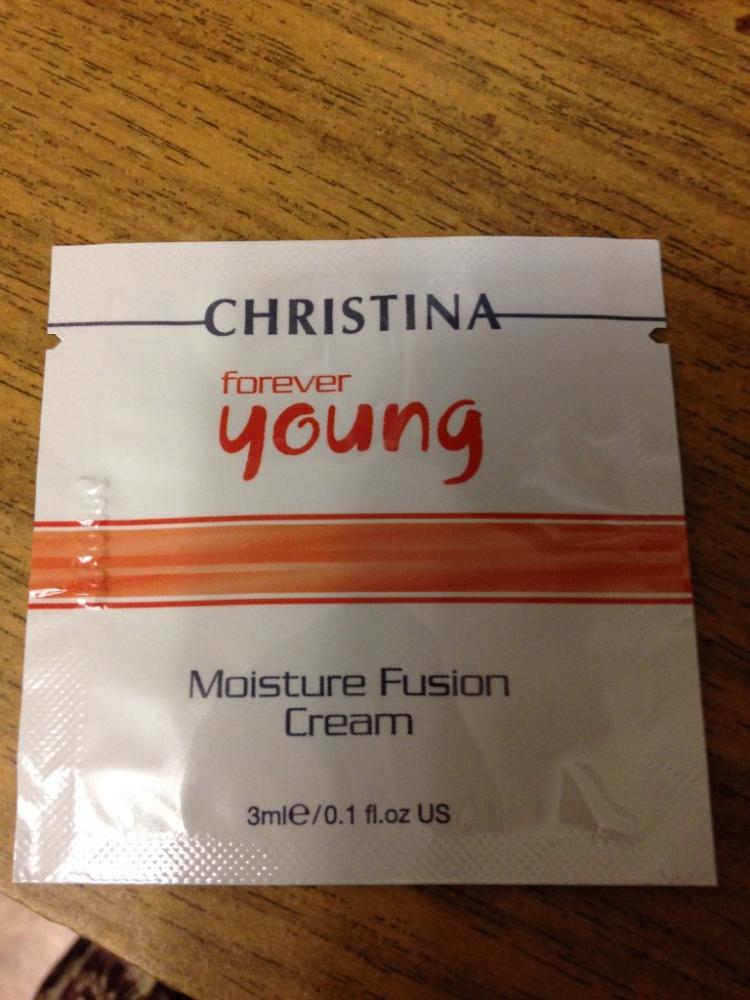 CHRISTINA
forever
young
Moisture Fusion
Cream
3ml℮/0.1 fl.oz US